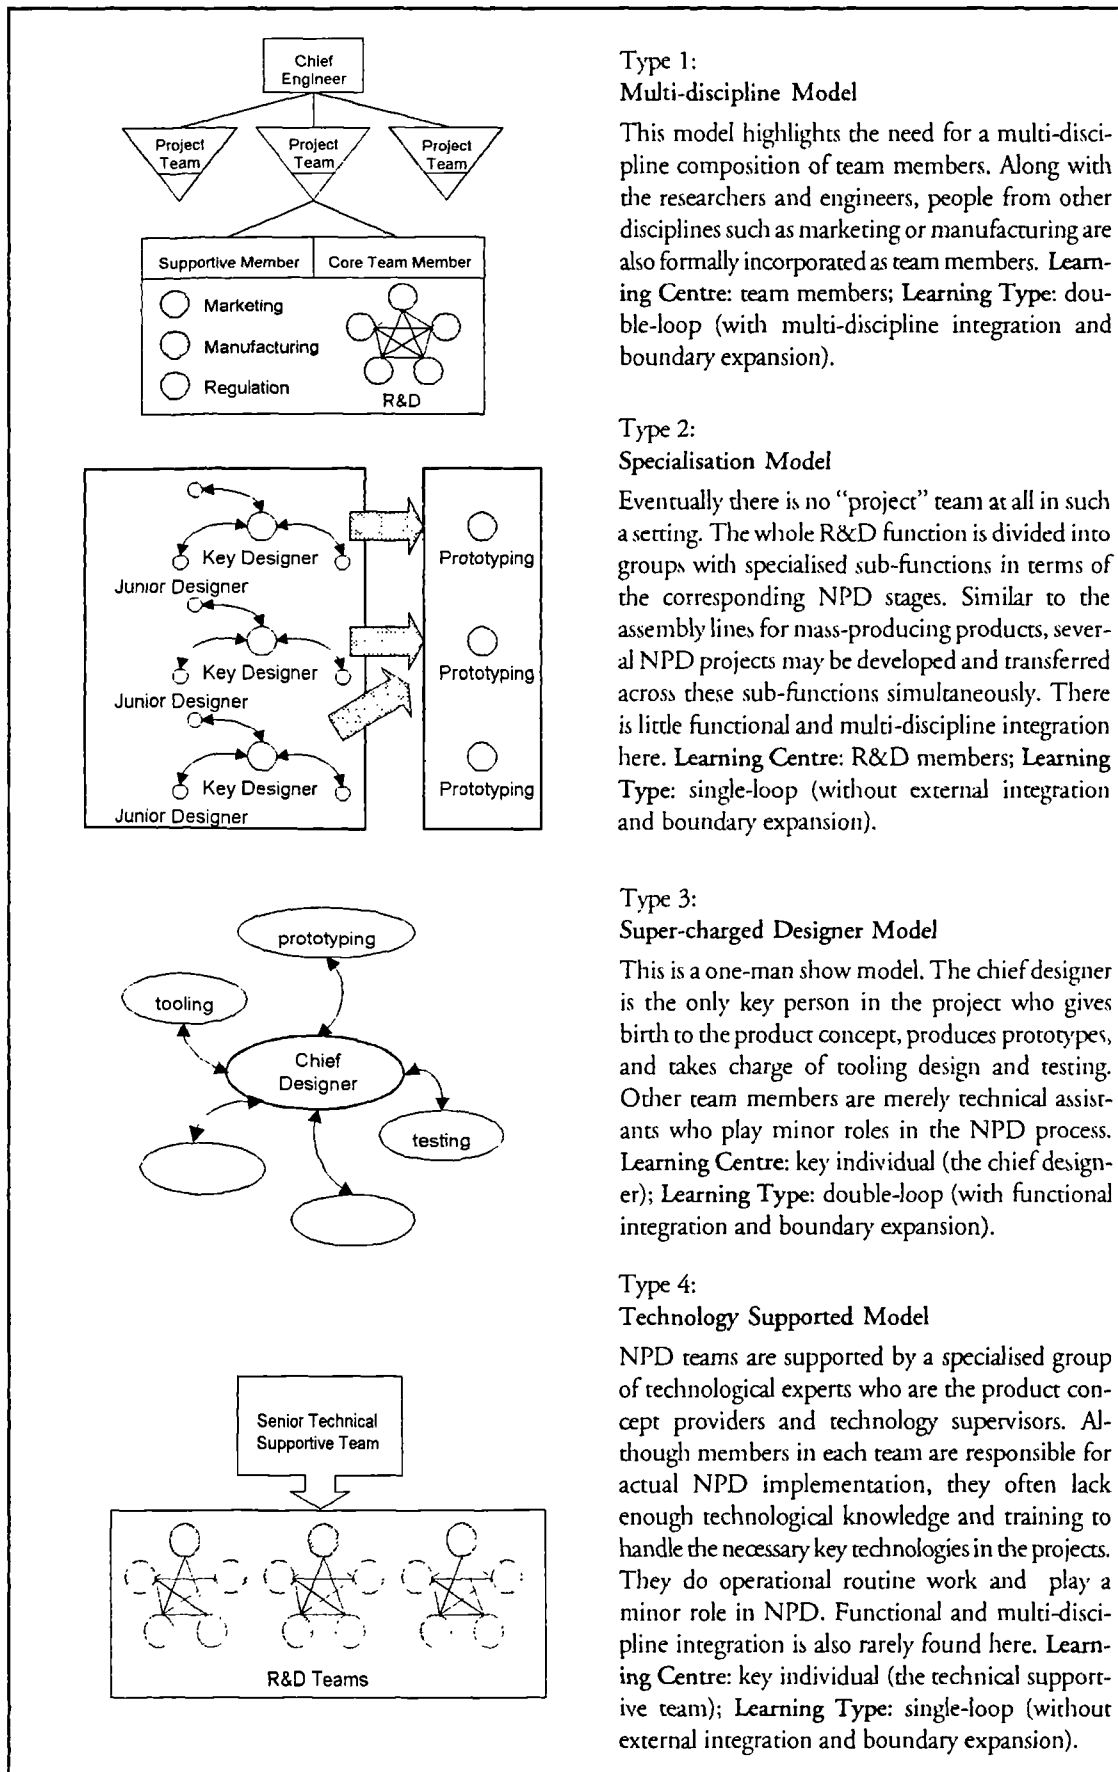 Chief
Engineer
Project
Team
Project
Team
Project
Team
Supportive Member
Core Team Member
Marketing
Manufacturing
Regulation
R&D
Type 1:
Multi-discipline Model
This model highlights the need for a multi-disci-
pline composition of team members. Along with
the researchers and engineers, people from other
disciplines such as marketing or manufacturing are
also formally incorporated as team members. Learn-
ing Centre: team members; Learning Type: dou-
ble-loop (with multi-discipline integration and
boundary expansion).
Key Designer
Junior Designer
Key Designer
Junior Designer
Key Designer
Junior Designer
Prototyping
Prototyping
Prototyping
Type 2:
Specialisation Model
Eventually there is no “project” team at all in such
a setting. The whole R&D function is divided into
groups with specialised sub-functions in terms of
the corresponding NPD stages. Similar to the
assembly lines for mass-producing products, sever-
al NPD projects may be developed and transferred
across these sub-functions simultaneously. There
is little functional and multi-discipline integration
here. Learning Centre: R&D members; Learning
Type: single-loop (without external integration
and boundary expansion).
prototyping
tooling
Chief
Designer
testing
Type 3:
Super-charged Designer Model
This is a one-man show model. The chief designer
is the only key person in the project who gives
birth to the product concept, produces prototypes,
and takes charge of tooling design and testing.
Other team members are merely technical assist-
ants who play minor roles in the NPD process.
Learning Centre: key individual (the chief design-
er); Learning Type: double-loop (with functional
integration and boundary expansion).
Senior Technical
Supportive Team
R&D Teams
Type 4:
Technology Supported Model
NPD teams are supported by a specialised group
of technological experts who are the product con-
cept providers and technology supervisors. Al-
though members in each team are responsible for
actual NPD implementation, they often lack
enough technological knowledge and training to
handle the necessary key technologies in the projects.
They do operational routine work and play a
minor role in NPD. Functional and multi-disci-
pline integration is also rarely found here. Learn-
ing Centre: key individual (the technical support-
ive team); Learning Type: single-loop (without
external integration and boundary expansion).